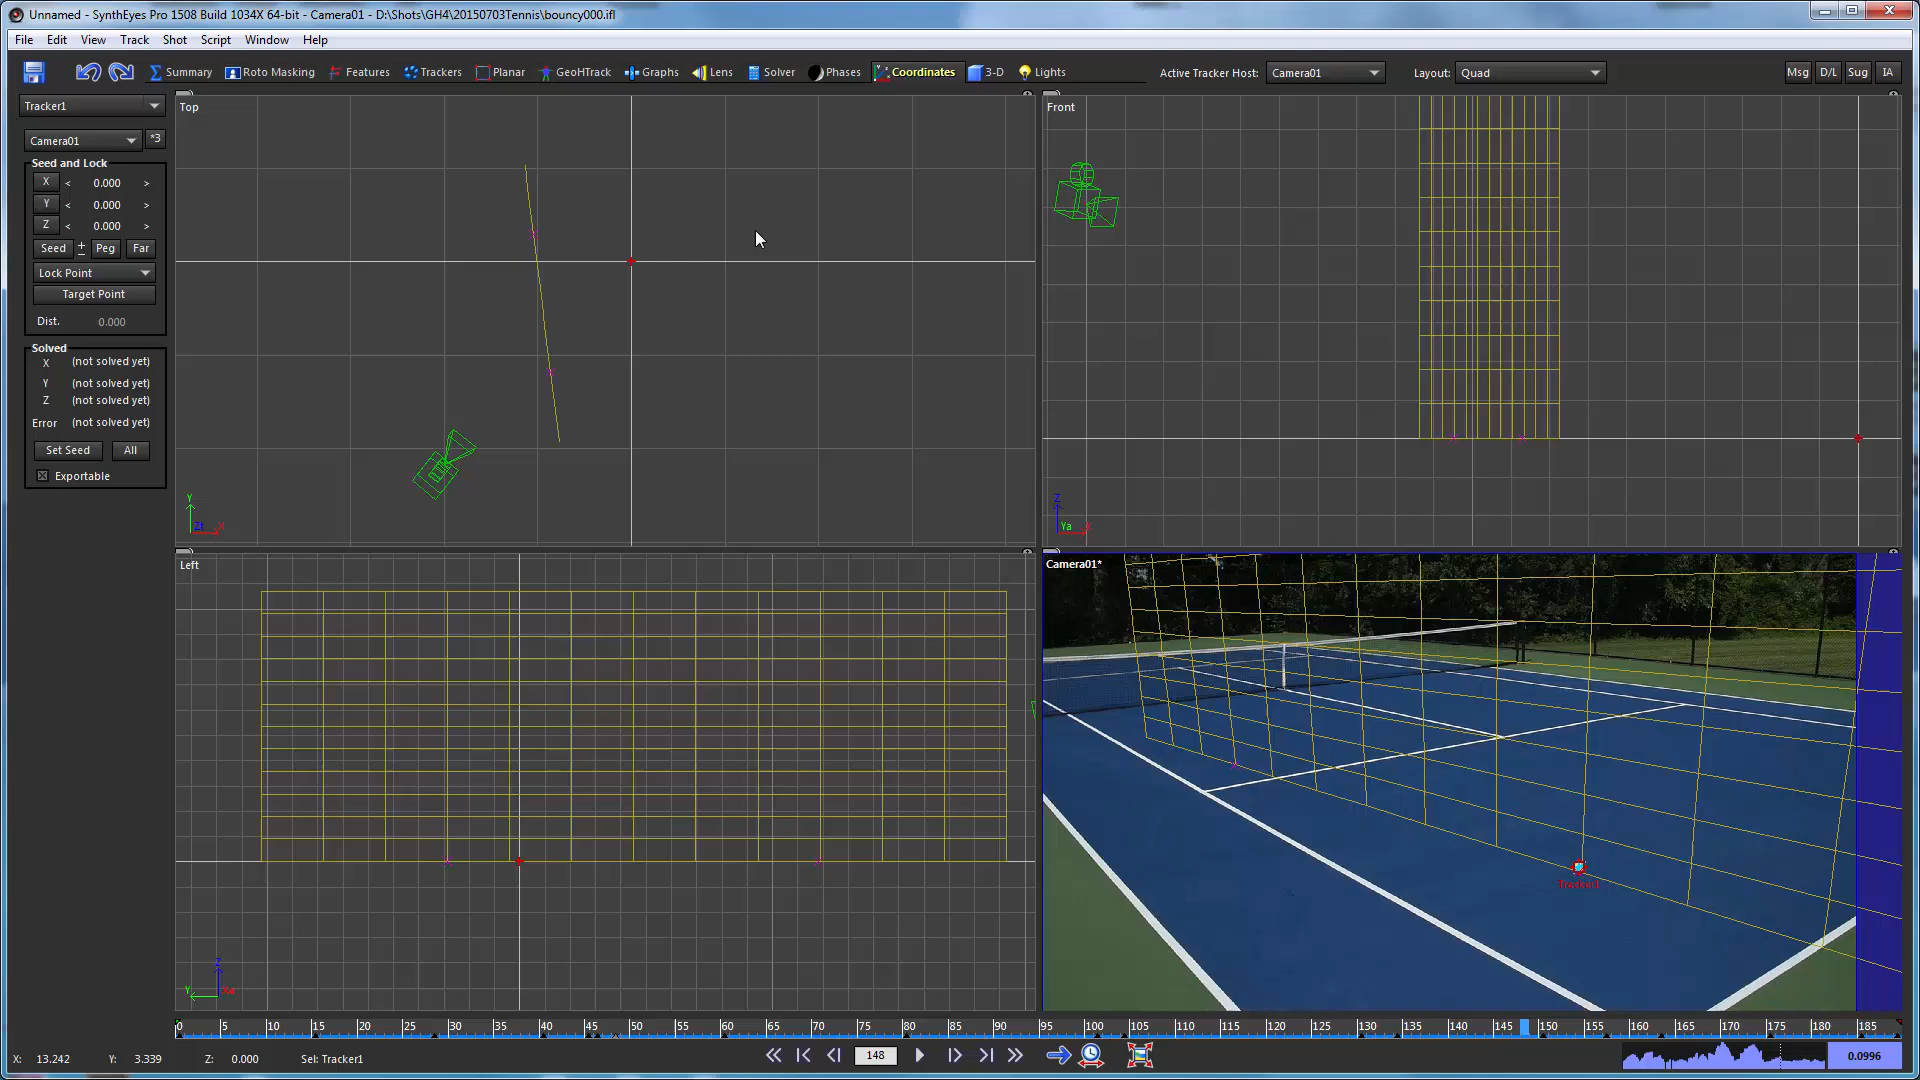 Unnamed - SynthEyes Pro 1508 Build 1034X 64-bit - Camera01 - D:\Shots\GH4\20150703Tennis\bouncy000.ifl
File Edit View Track Shot Script Window Help
Summary Roto Masking Features Trackers Planar GeoHTrack Graphs Lens Solver Phases Coordinates 3-D Lights Active Tracker Host: Camera01 Layout: Quad Msg D/L Sug IA
Tracker1
Camera01 *3
Seed and Lock
X < 0.000 >
Y < 0.000 >
Z < 0.000 >
Seed + - Peg Far
Lock Point
Target Point
Dist. 0.000
Solved
X (not solved yet)
Y (not solved yet)
Z (not solved yet)
Error (not solved yet)
Set Seed All
Exportable
Top
Y
Zt X
Front
Z
Ya X
Left
Z
Y
Camera01*
Tracker1
0 5 10 15 20 25 30 35 40 45 50 55 60 65 70 75 80 85 90 95 100 105 110 115 120 125 130 135 140 145 150 155 160 165 170 175 180 185
X: 13.242 Y: 3.339 Z: 0.000 Sel: Tracker1 148 0.0996